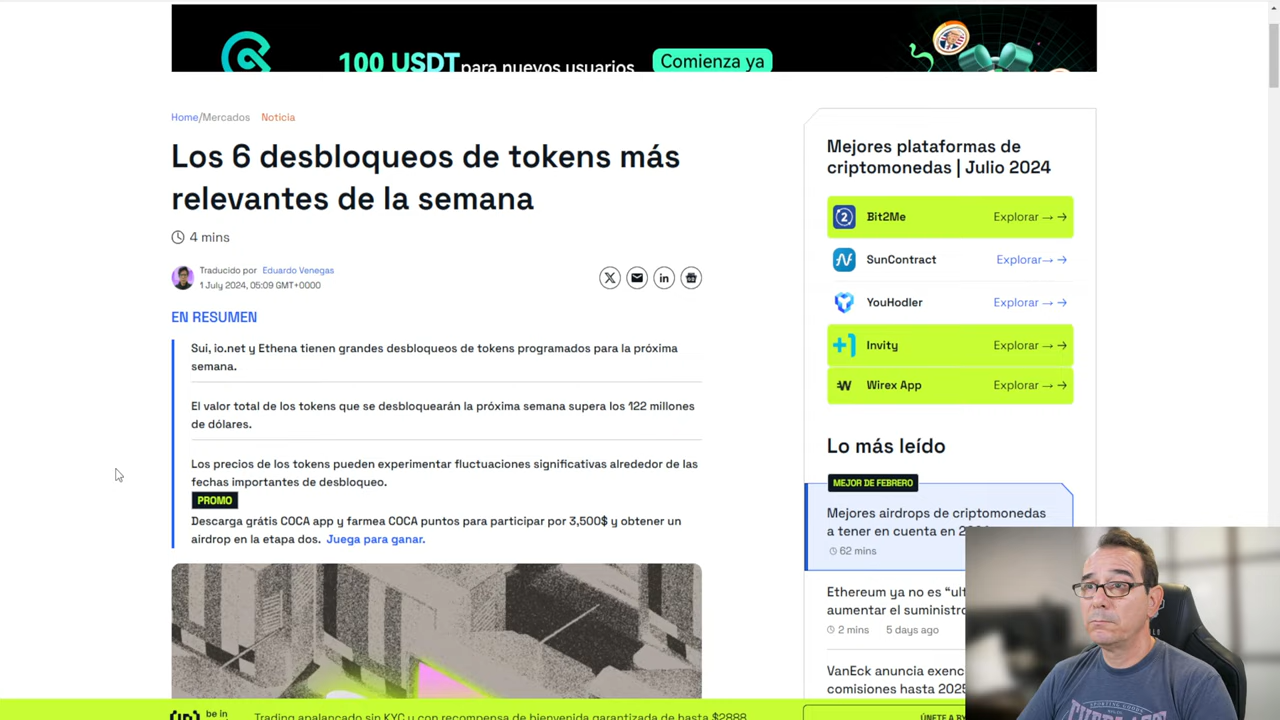 100 USDT para nuevos usuarios
Comienza ya
Home/Mercados Noticia
Los 6 desbloqueos de tokens más
relevantes de la semana
4 mins
Traducido por Eduardo Venegas
1 July 2024, 05:09 GMT+0000
EN RESUMEN
Sui, io.net y Ethena tienen grandes desbloqueos de tokens programados para la próxima
semana.
El valor total de los tokens que se desbloquearán la próxima semana supera los 122 millones
de dólares.
Los precios de los tokens pueden experimentar fluctuaciones significativas alrededor de las
fechas importantes de desbloqueo.
PROMO
Descarga grátis COCA app y farmea COCA puntos para participar por 3,500$ y obtener un
airdrop en la etapa dos. Juega para ganar.
Mejores plataformas de
criptomonedas | Julio 2024
Bit2Me Explorar → →
SunContract Explorar→ →
YouHodler Explorar → →
Invity Explorar → →
Wirex App Explorar → →
Lo más leído
MEJOR DE FEBRERO
Mejores airdrops de criptomonedas
a tener en cuenta en
62 mins
Ethereum ya no es
aumentar el suministro
2 mins 5 days ago
VanEck anuncia
comisiones hasta 2025
be in
Trading apalancado sin KYC y con recompensa de bienvenida garantizada de hasta $2888
ÚNETE A